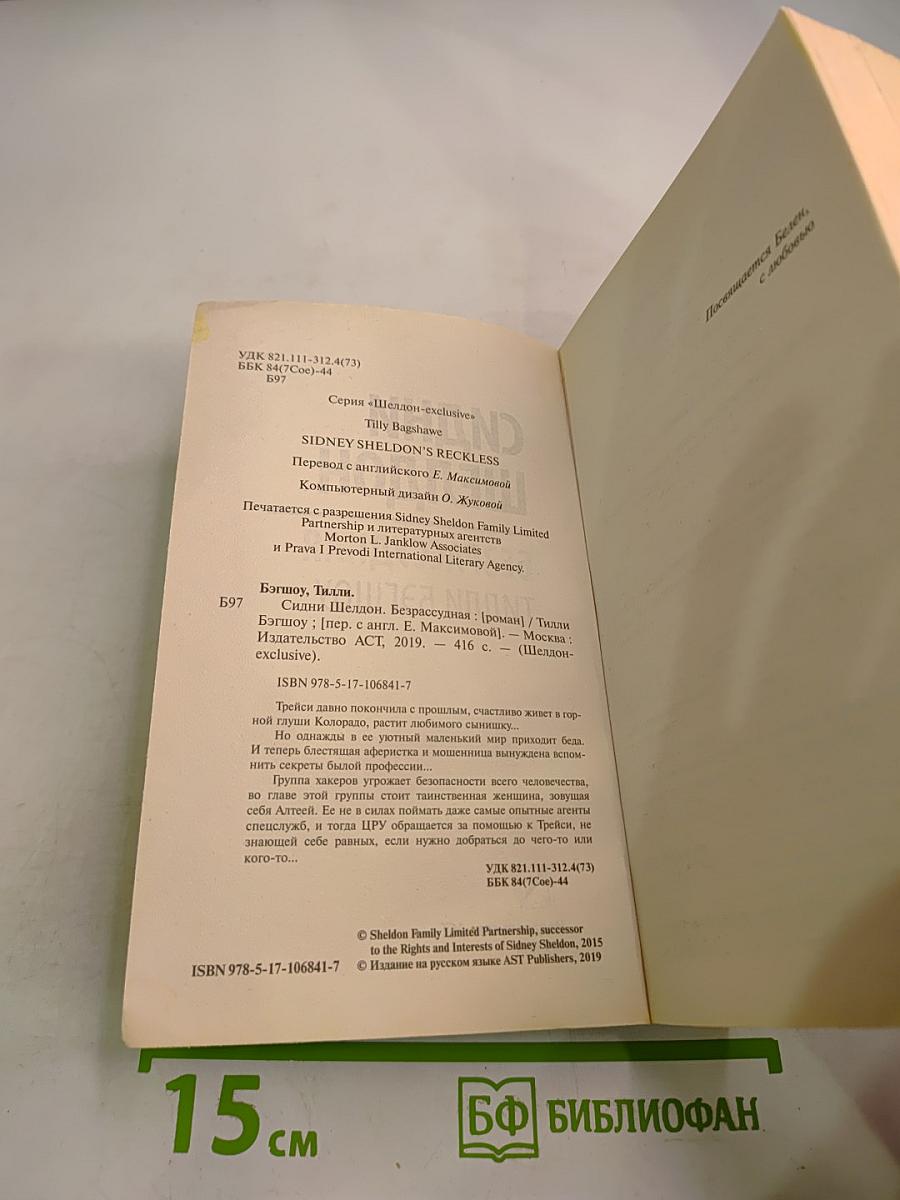 УДК 821.111-312.4(73)
ББК 84(7Сое)-44
Б97
Серия «Шелдон-exclusive»
Tilly Bagshawe
SIDNEY SHELDON'S RECKLESS
Перевод с английского Е. Максимовой
Компьютерный дизайн О. Жуковой
Печатается с разрешения Sidney Sheldon Family Limited
Partnership и литературных агентств
Morton L. Janklow Associates
и Prava I Prevodi International Literary Agency.
Бэгшоу, Тилли.
Б97 Сидни Шелдон. Безрассудная : [роман] / Тилли
Бэгшоу ; [пер. с англ. Е. Максимовой]. — Москва :
Издательство АСТ, 2019. — 416 с. — (Шелдон-
exclusive).
ISBN 978-5-17-106841-7
Трейси давно покончила с прошлым, счастливо живет в гор-
ной глуши Колорадо, растит любимого сынишку...
Но однажды в ее уютный маленький мир приходит беда.
И теперь блестящая аферистка и мошенница вынуждена вспом-
нить секреты былой профессии...
Группа хакеров угрожает безопасности всего человечества,
во главе этой группы стоит таинственная женщина, зовущая
себя Алтеей. Ее не в силах поймать даже самые опытные агенты
спецслужб, и тогда ЦРУ обращается за помощью к Трейси, не
знающей себе равных, если нужно добраться до чего-то или
кого-то...
УДК 821.111-312.4(73)
ББК 84(7Сое)-44
© Sheldon Family Limited Partnership, successor
to the Rights and Interests of Sidney Sheldon, 2015
ISBN 978-5-17-106841-7 © Издание на русском языке AST Publishers, 2019
Посвящается Белен,
с любовью
15 см
БФ БИБЛИОФАН